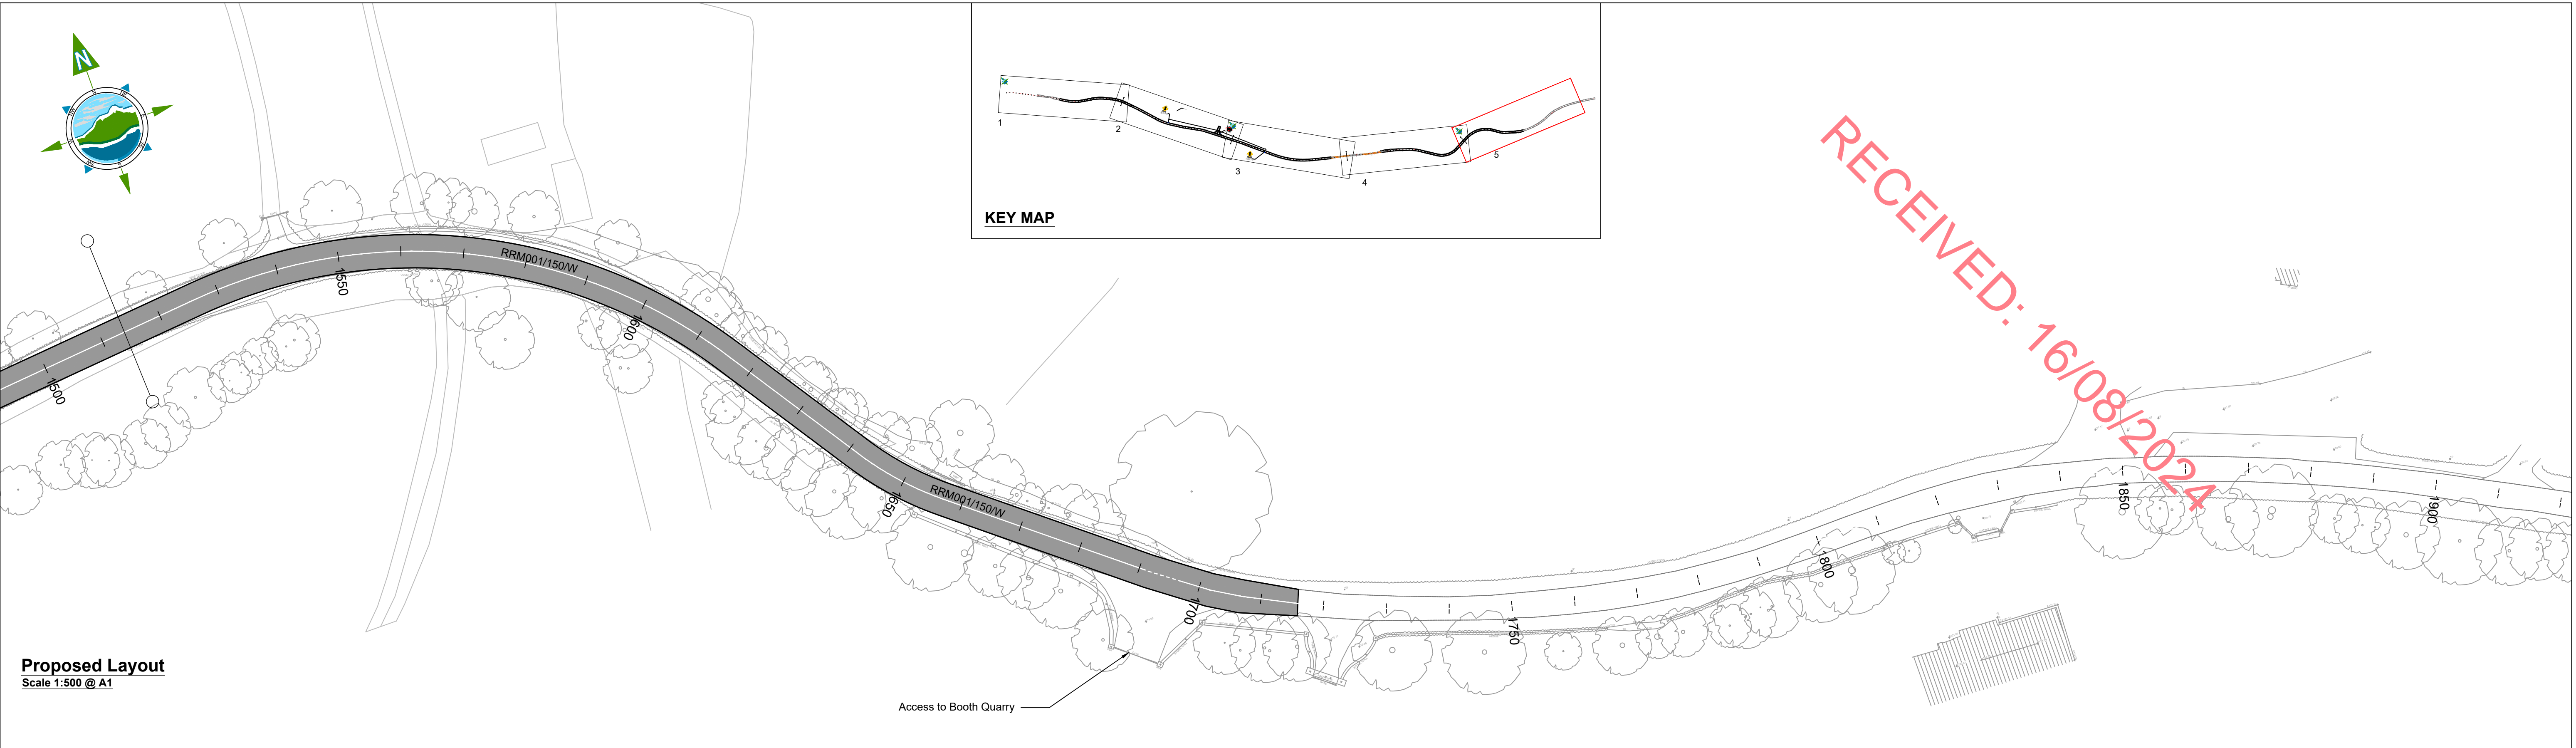 N
KEY MAP
1
2
3
4
5
RECEIVED: 16/08/2024
RRM001/150/W
1550
1600
1500
RRM001/150/W
1650
1700
1750
1800
1850
1900
Proposed Layout
Scale 1:500 @ A1
Access to Booth Quarry